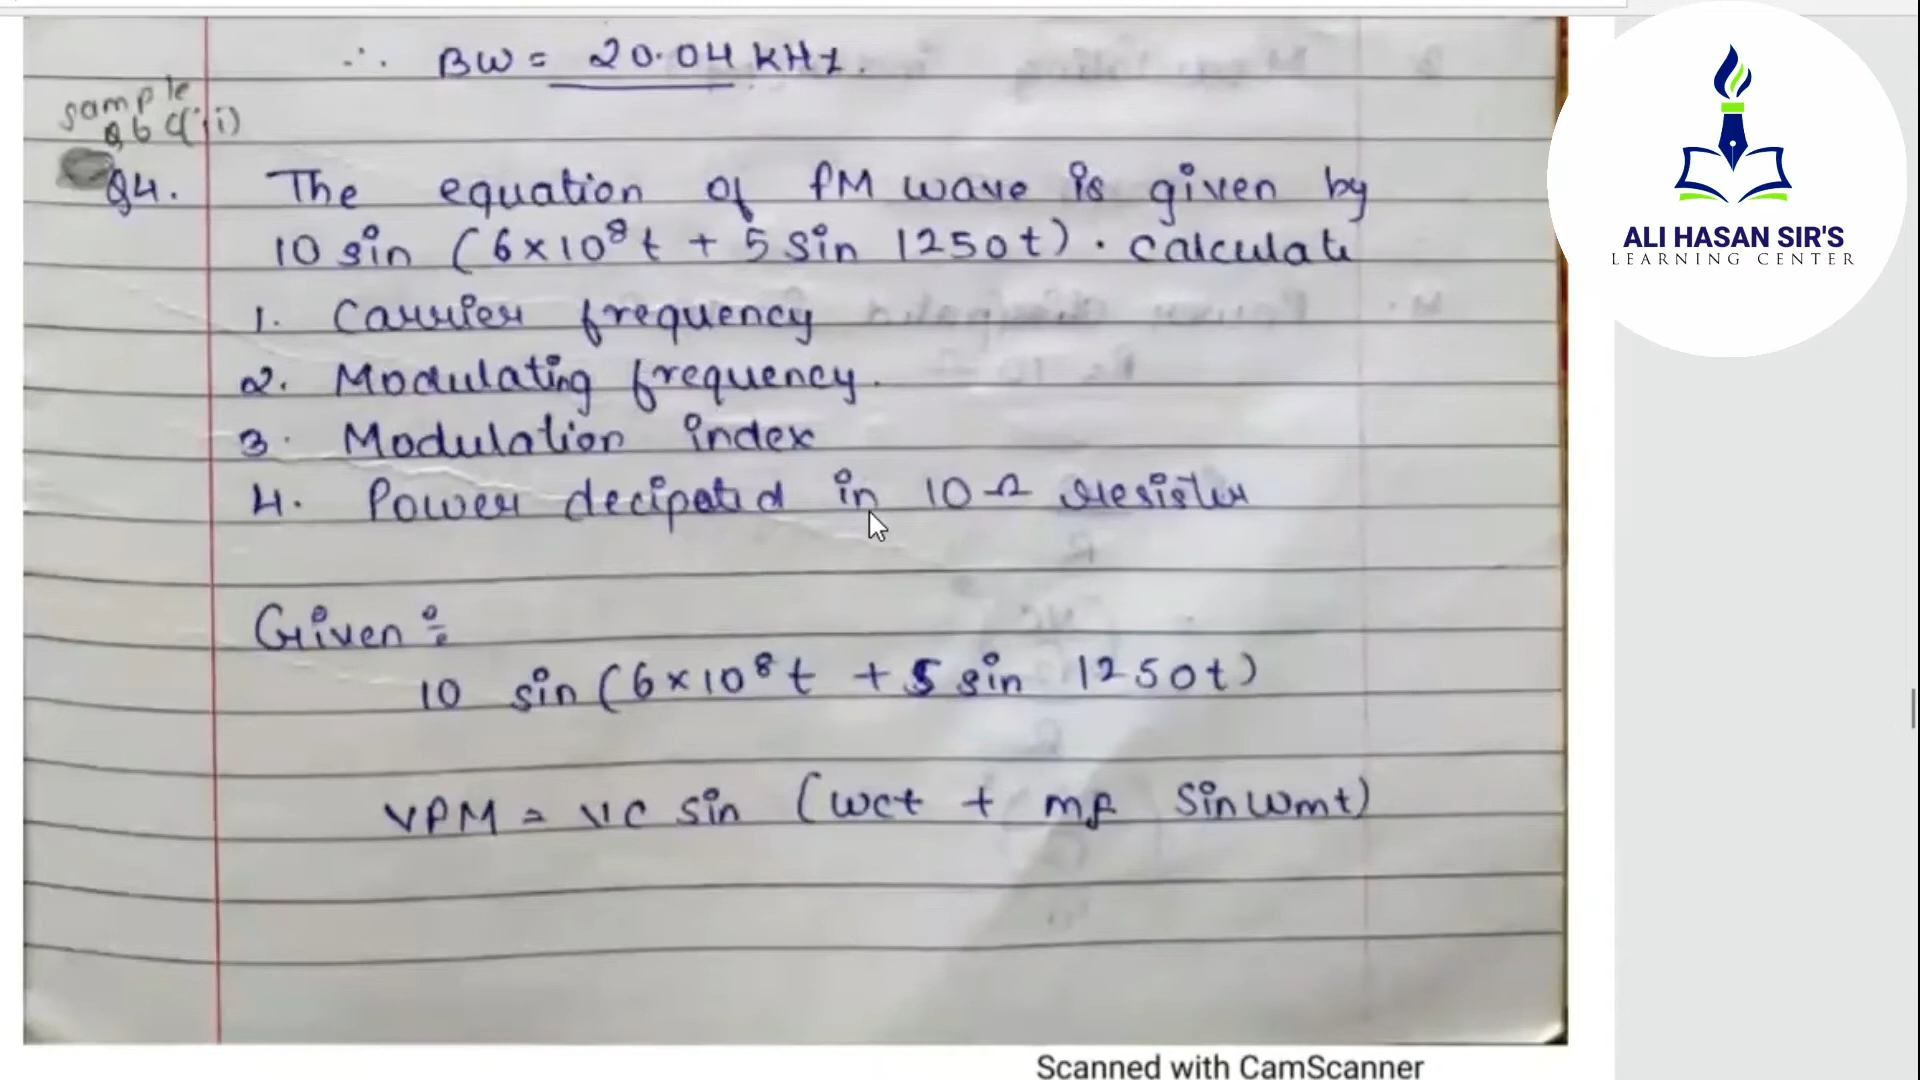 ∴ BW = 20.04 KHz.
sample
Q6 c(ii)
Q4. The equation of PM wave is given by
10 sin (6×10⁸t + 5 sin 1250t). calculate
1. Carrier frequency
2. Modulating frequency.
3. Modulation index
4. Power decipated in 10 Ω resister
Given :
10 sin (6×10⁸t + 5 sin 1250t)
VPM = VC sin (wct + mf sin wmt)
ALI HASAN SIR'S
LEARNING CENTER
Scanned with CamScanner